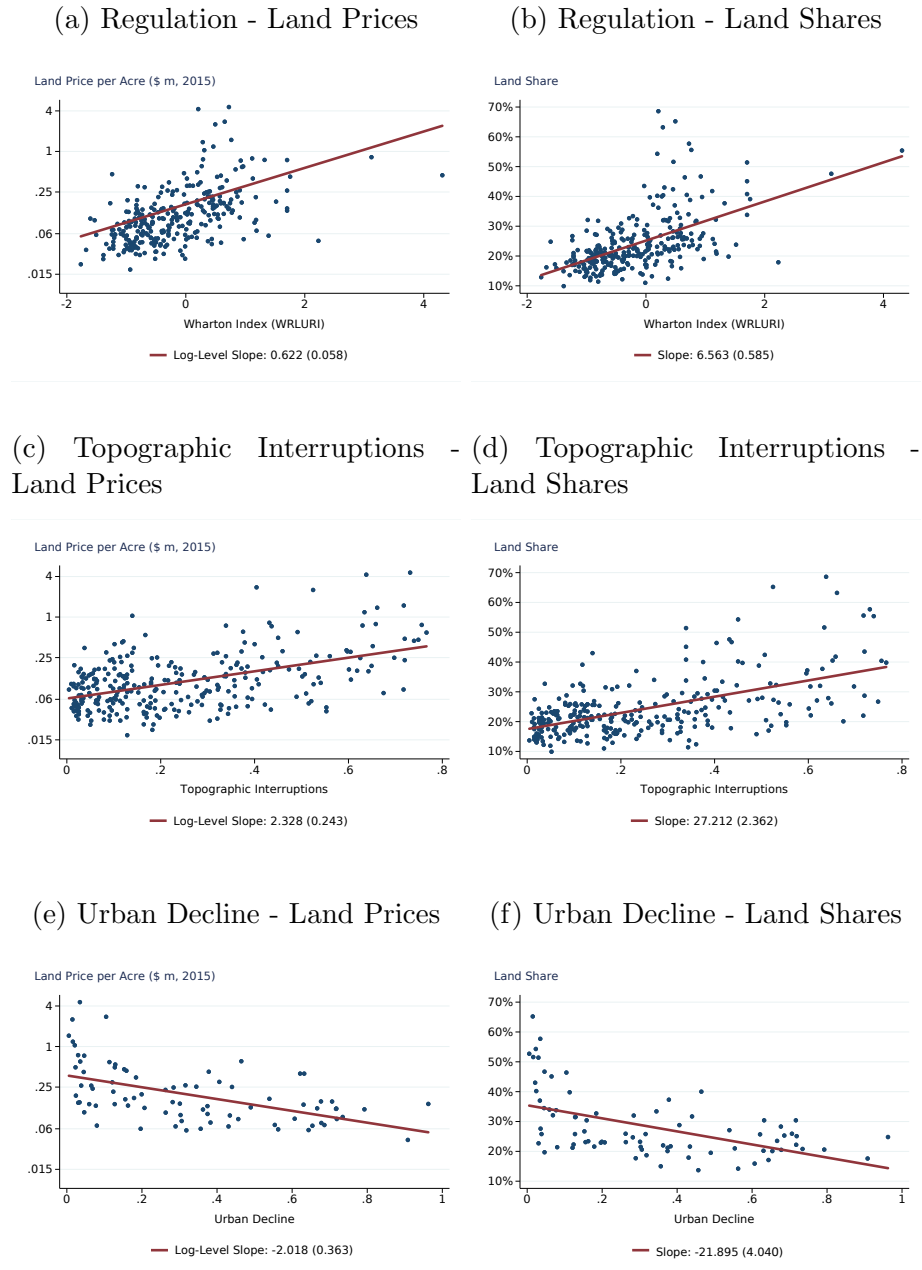 (a) Regulation - Land Prices
Land Price per Acre ($ m, 2015)
4
1
.25
.06
.015
-2
0
2
4
Wharton Index (WRLURI)
Log-Level Slope: 0.622 (0.058)
(b) Regulation - Land Shares
Land Share
70%
60%
50%
40%
30%
20%
10%
-2
0
2
4
Wharton Index (WRLURI)
Slope: 6.563 (0.585)
(c) Topographic Interruptions -
Land Prices
Land Price per Acre ($ m, 2015)
4
1
.25
.06
.015
0
.2
.4
.6
.8
Topographic Interruptions
Log-Level Slope: 2.328 (0.243)
(d) Topographic Interruptions -
Land Shares
Land Share
70%
60%
50%
40%
30%
20%
10%
0
.2
.4
.6
.8
Topographic Interruptions
Slope: 27.212 (2.362)
(e) Urban Decline - Land Prices
Land Price per Acre ($ m, 2015)
4
1
.25
.06
.015
0
.2
.4
.6
.8
1
Urban Decline
Log-Level Slope: -2.018 (0.363)
(f) Urban Decline - Land Shares
Land Share
70%
60%
50%
40%
30%
20%
10%
0
.2
.4
.6
.8
1
Urban Decline
Slope: -21.895 (4.040)